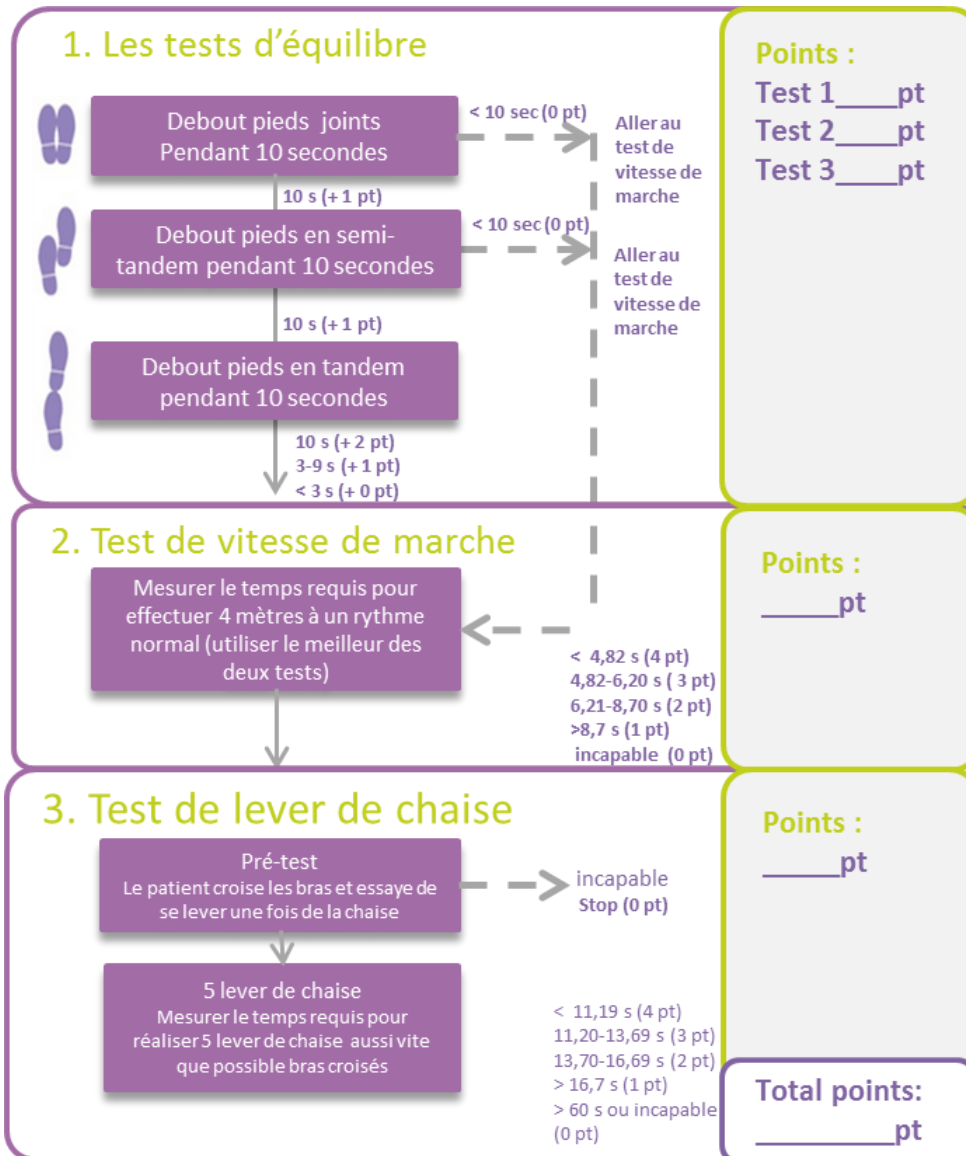 1. Les tests d'équilibre
Debout pieds joints
Pendant 10 secondes
< 10 sec (0 pt)
Aller au
test de
vitesse de
marche
10 s (+ 1 pt)
Debout pieds en semi-
tandem pendant 10 secondes
< 10 sec (0 pt)
Aller au
test de
vitesse de
marche
10 s (+ 1 pt)
Debout pieds en tandem
pendant 10 secondes
10 s (+ 2 pt)
3-9 s (+ 1 pt)
< 3 s (+ 0 pt)
Points :
Test 1____pt
Test 2____pt
Test 3____pt
2. Test de vitesse de marche
Mesurer le temps requis pour
effectuer 4 mètres à un rythme
normal (utiliser le meilleur des
deux tests)
< 4,82 s (4 pt)
4,82-6,20 s ( 3 pt)
6,21-8,70 s (2 pt)
>8,7 s (1 pt)
incapable (0 pt)
Points :
_____pt
3. Test de lever de chaise
Pré-test
Le patient croise les bras et essaye de
se lever une fois de la chaise
incapable
Stop (0 pt)
5 lever de chaise
Mesurer le temps requis pour
réaliser 5 lever de chaise aussi vite
que possible bras croisés
< 11,19 s (4 pt)
11,20-13,69 s (3 pt)
13,70-16,69 s (2 pt)
> 16,7 s (1 pt)
> 60 s ou incapable
(0 pt)
Points :
_____pt
Total points:
_________pt